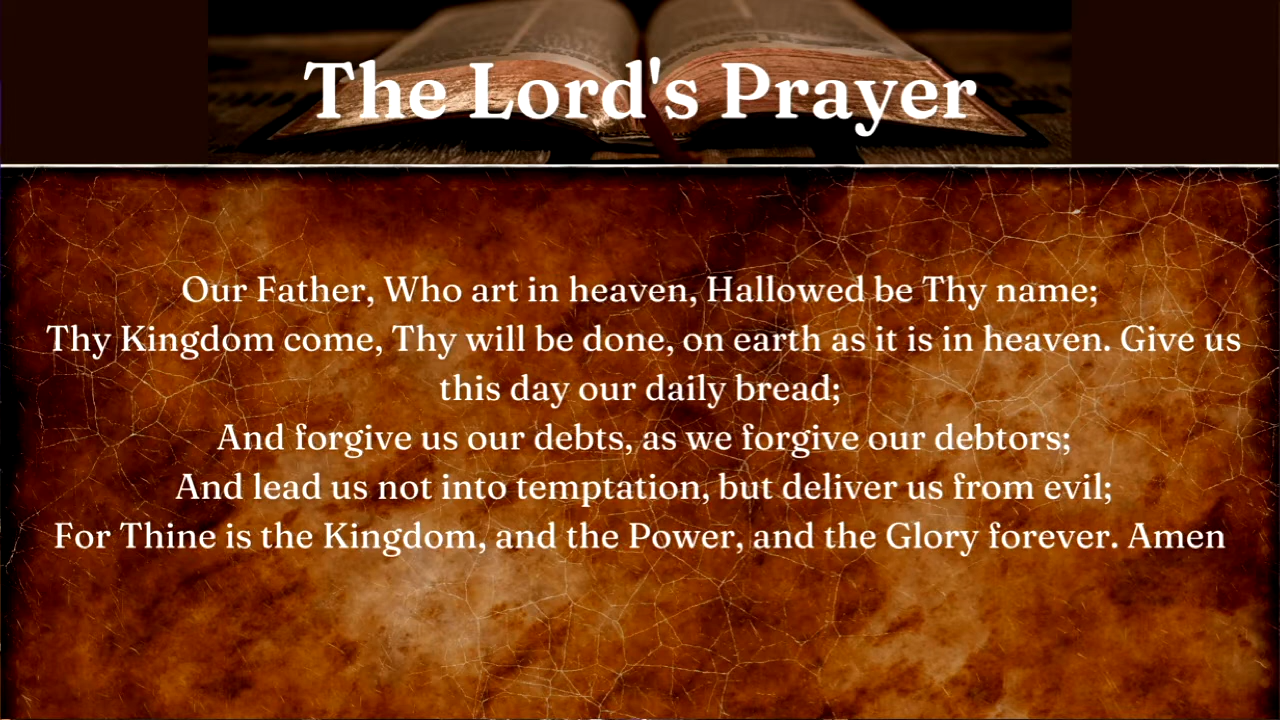 The Lord's Prayer
Our Father, Who art in heaven, Hallowed be Thy name;
Thy Kingdom come, Thy will be done, on earth as it is in heaven. Give us
this day our daily bread;
And forgive us our debts, as we forgive our debtors;
And lead us not into temptation, but deliver us from evil;
For Thine is the Kingdom, and the Power, and the Glory forever. Amen